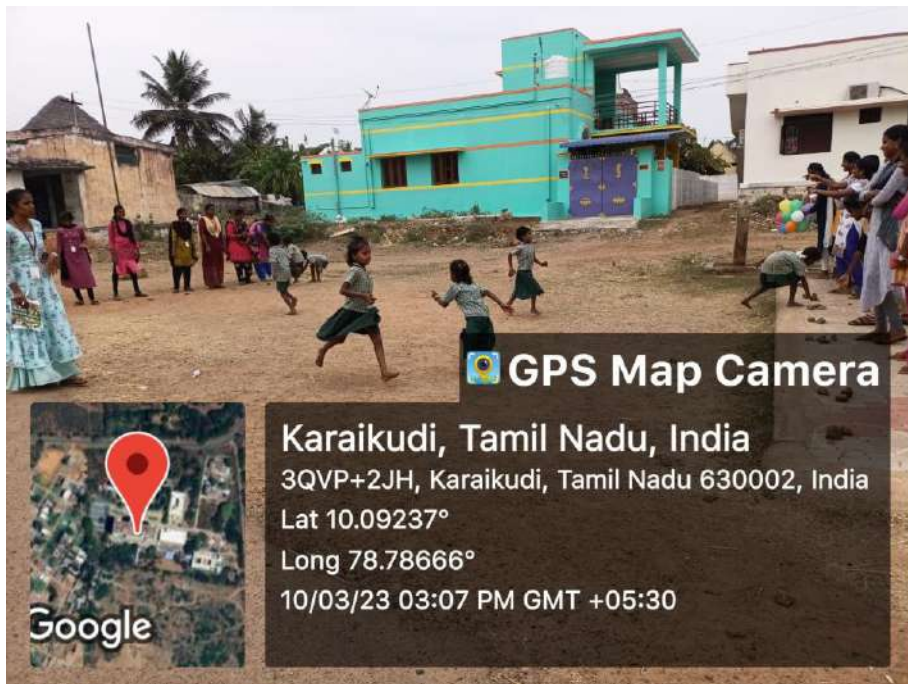 GPS Map Camera
Karaikudi, Tamil Nadu, India
3QVP+2JH, Karaikudi, Tamil Nadu 630002, India
Lat 10.09237°
Long 78.78666°
10/03/23 03:07 PM GMT +05:30
Google